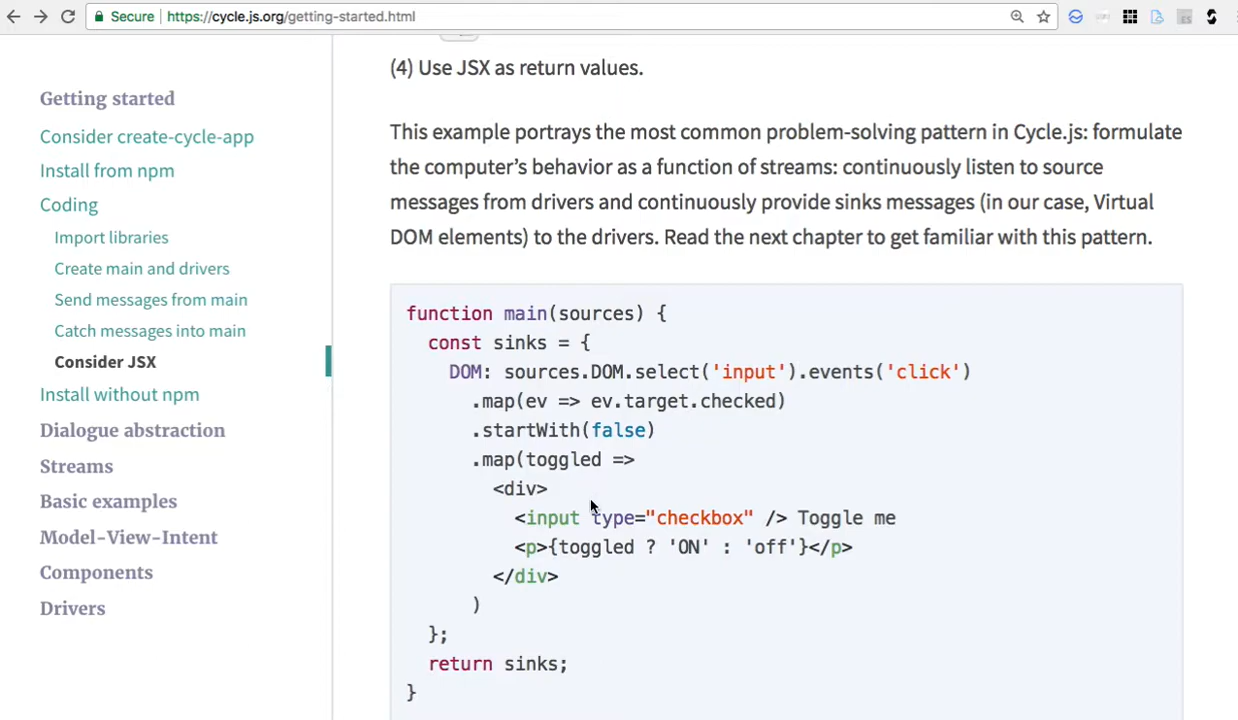 Secure https://cycle.js.org/getting-started.html
Getting started
Consider create-cycle-app
Install from npm
Coding
Import libraries
Create main and drivers
Send messages from main
Catch messages into main
Consider JSX
Install without npm
Dialogue abstraction
Streams
Basic examples
Model-View-Intent
Components
Drivers
(4) Use JSX as return values.
This example portrays the most common problem-solving pattern in Cycle.js: formulate
the computer's behavior as a function of streams: continuously listen to source
messages from drivers and continuously provide sinks messages (in our case, Virtual
DOM elements) to the drivers. Read the next chapter to get familiar with this pattern.
function main(sources) {
const sinks = {
DOM: sources.DOM.select('input').events('click')
.map(ev => ev.target.checked)
.startWith(false)
.map(toggled =>
<div>
<input type="checkbox" /> Toggle me
<p>{toggled ? 'ON' : 'off'}</p>
</div>
)
};
return sinks;
}